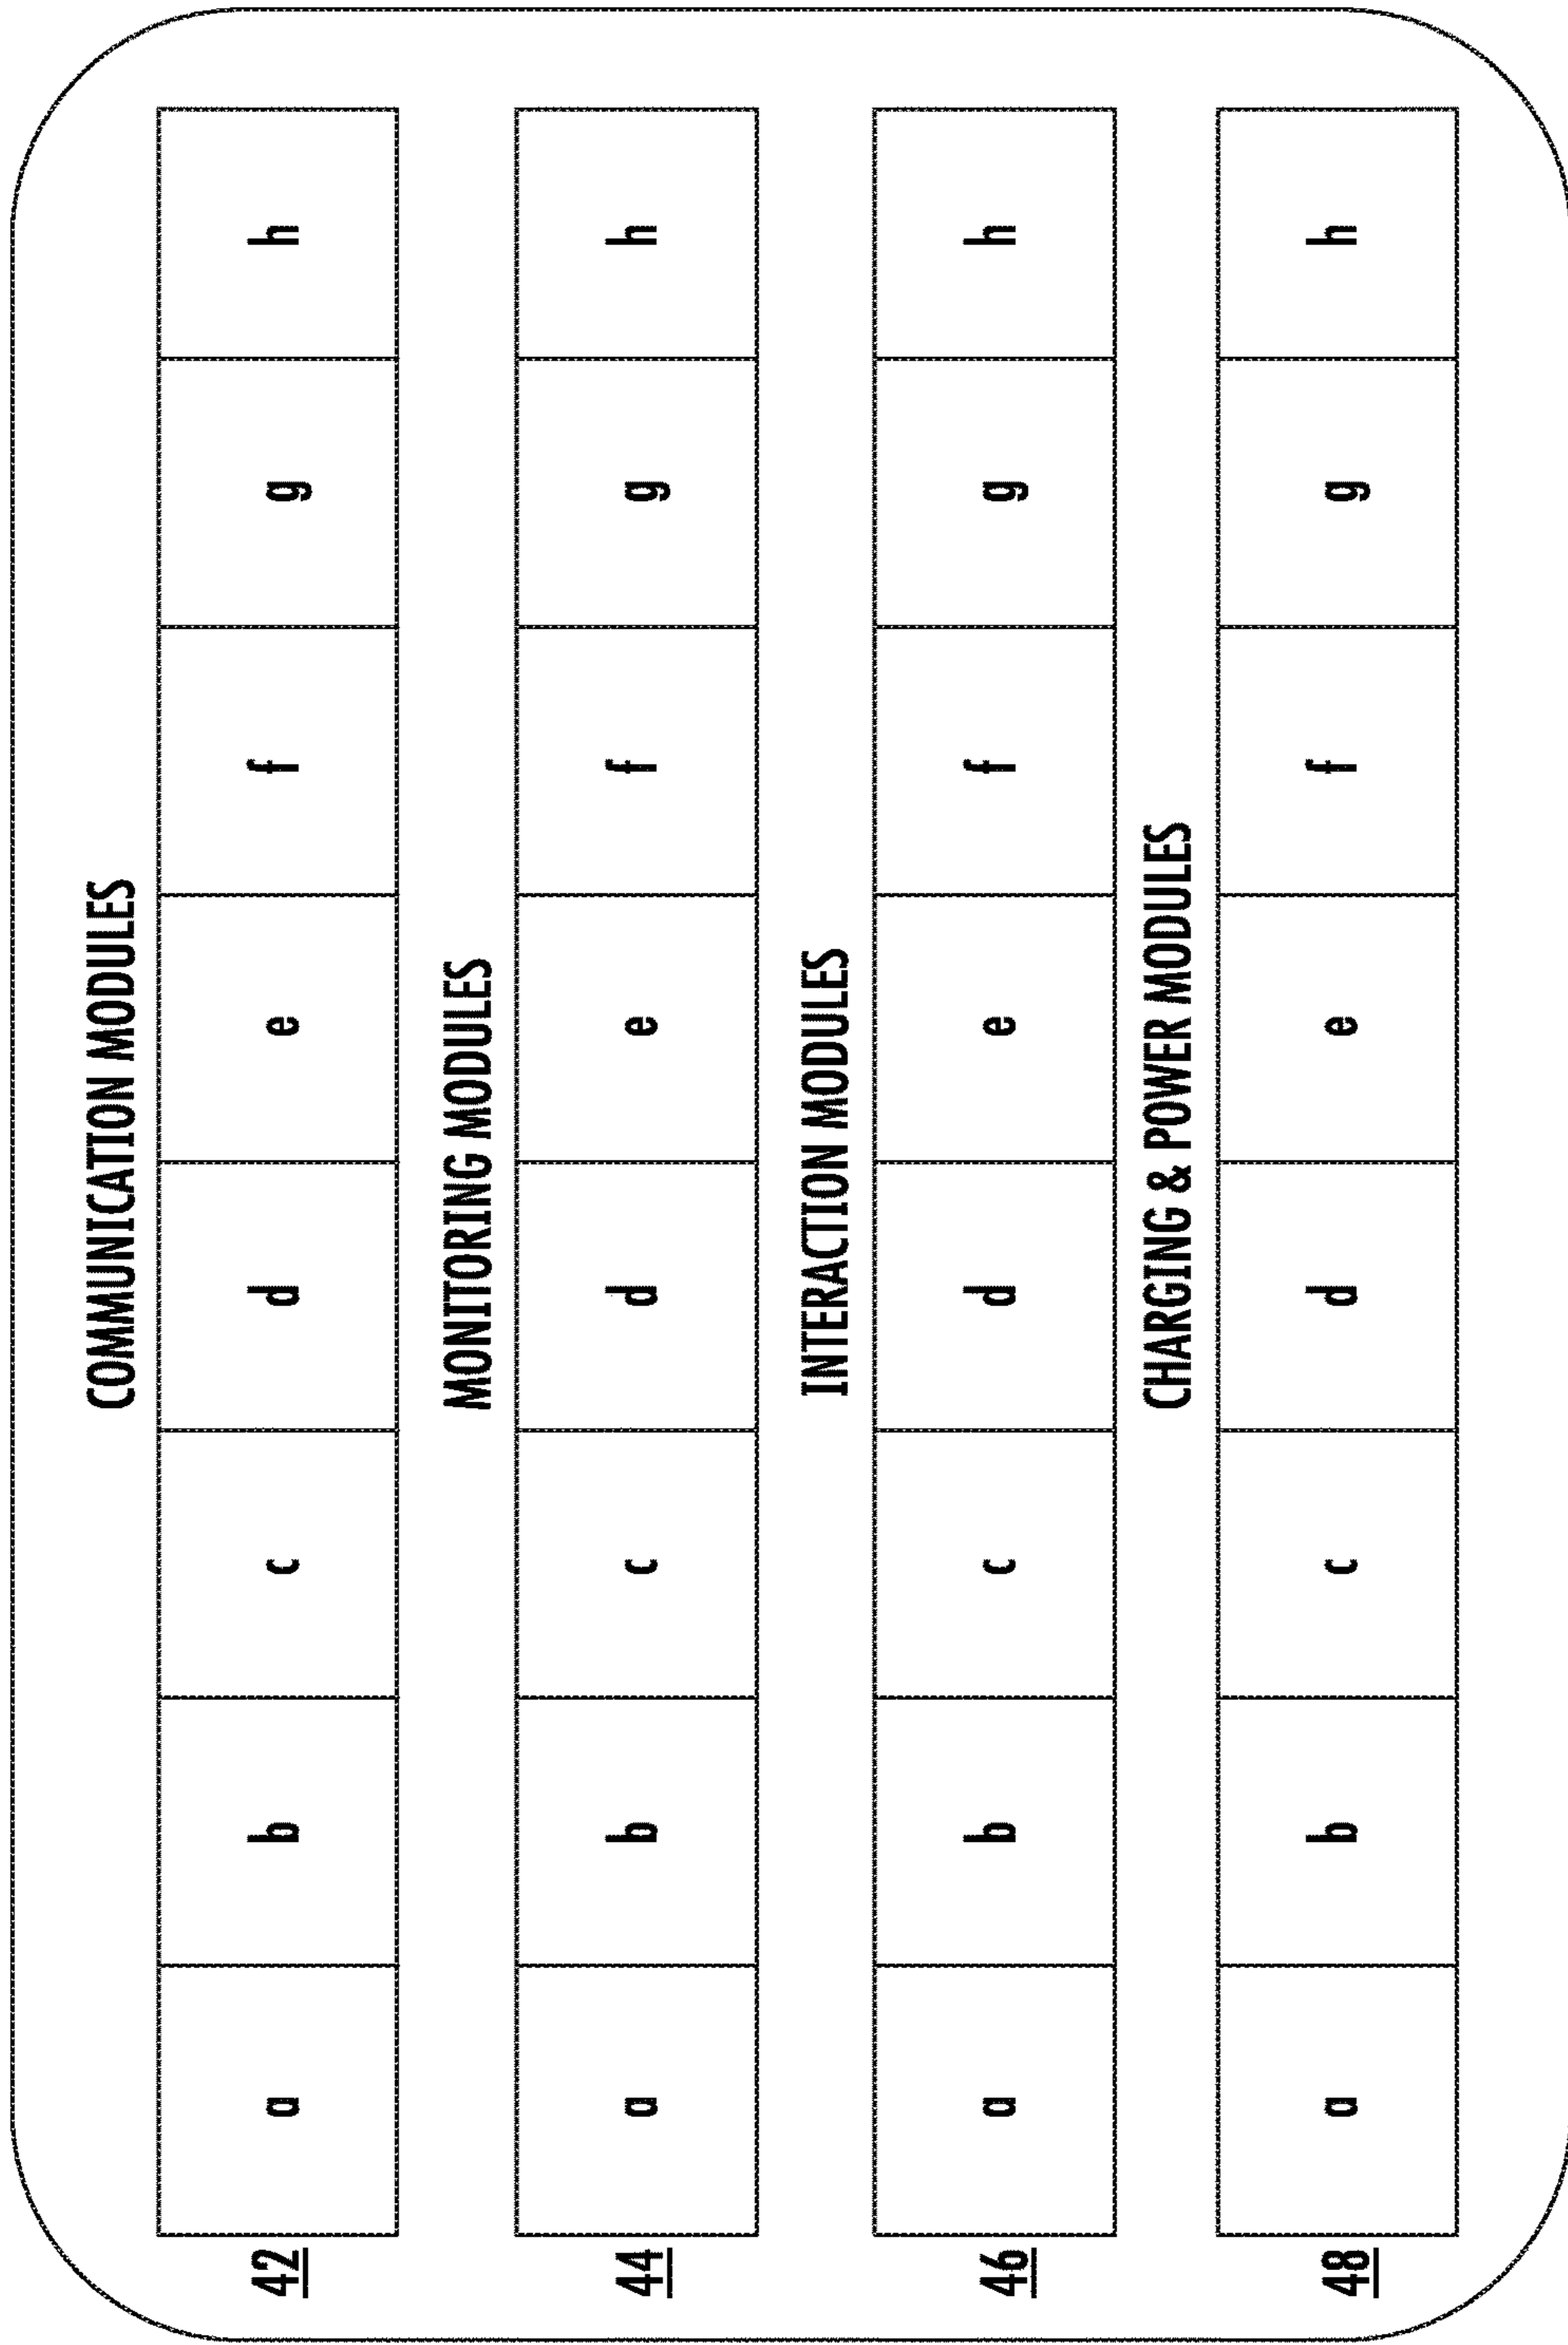 COMMUNICATION MODULES
42 a b c d e f g h
MONITORING MODULES
44 a b c d e f g h
INTERACTION MODULES
46 a b c d e f g h
CHARGING & POWER MODULES
48 a b c d e f g h